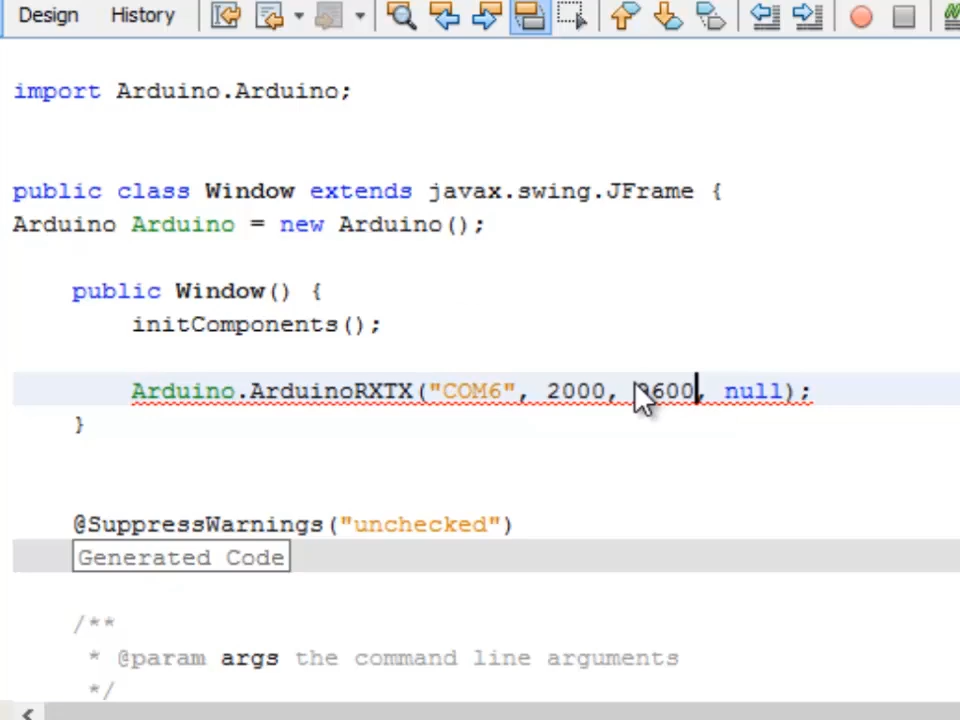 Design History
import Arduino.Arduino;
public class Window extends javax.swing.JFrame {
Arduino Arduino = new Arduino();
public Window() {
initComponents();
Arduino.ArduinoRXTX("COM6", 2000, 9600, null);
}
@SuppressWarnings("unchecked")
Generated Code
/**
* @param args the command line arguments
*/